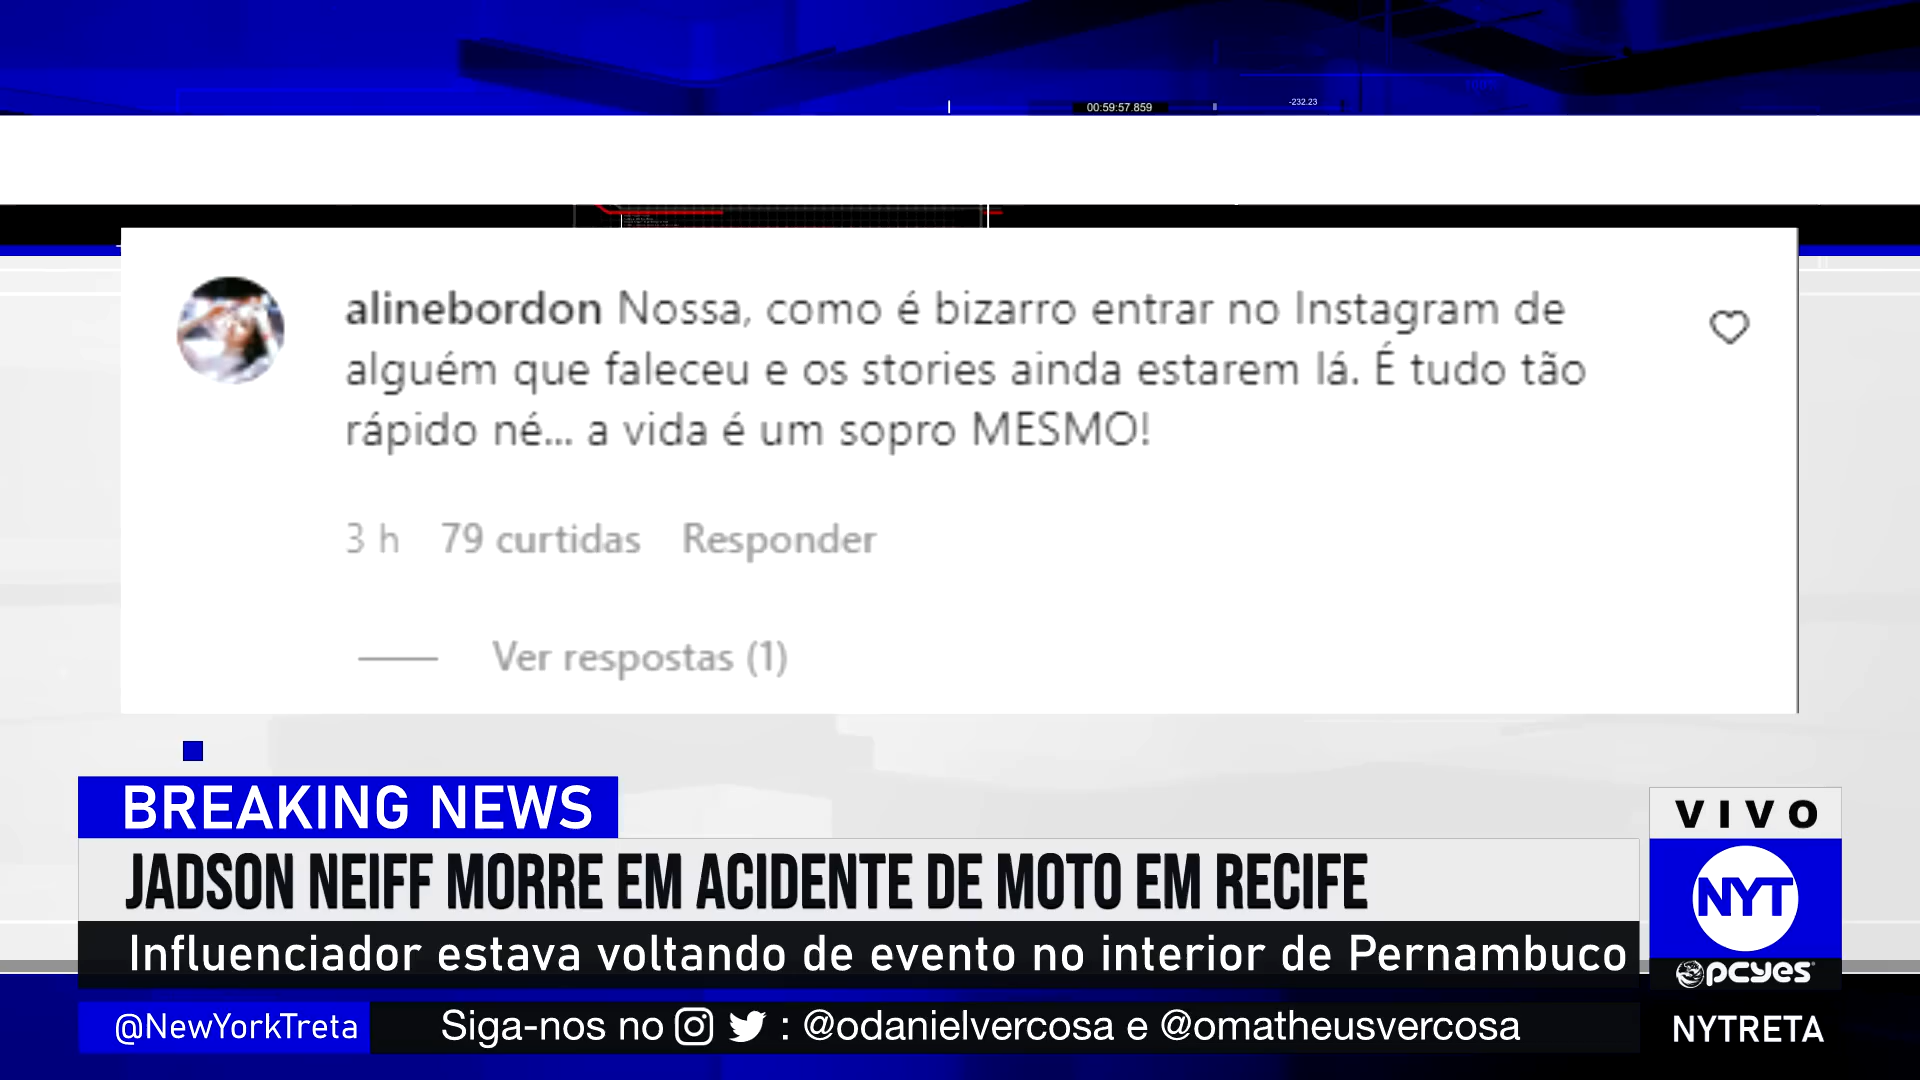 00:59:57.859
-232.23
alinebordon Nossa, como é bizarro entrar no Instagram de
alguém que faleceu e os stories ainda estarem lá. É tudo tão
rápido né... a vida é um sopro MESMO!
3 h 79 curtidas Responder
Ver respostas (1)
BREAKING NEWS
JADSON NEIFF MORRE EM ACIDENTE DE MOTO EM RECIFE
Influenciador estava voltando de evento no interior de Pernambuco
VIVO
NYT
pcyes
@NewYorkTreta
Siga-nos no : @odanielvercosa e @omatheusvercosa
NYTRETA